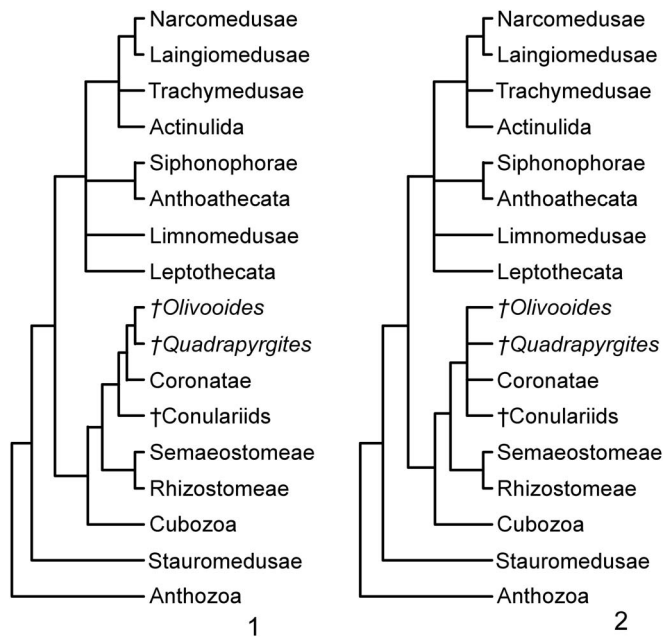 Narcomedusae
Laingiomedusae
Trachymedusae
Actinulida
Siphonophorae
Anthoathecata
Limnomedusae
Leptothecata
†Olivooides
†Quadrapyrgites
Coronatae
†Conulariids
Semaeostomeae
Rhizostomeae
Cubozoa
Stauromedusae
Anthozoa
1
Narcomedusae
Laingiomedusae
Trachymedusae
Actinulida
Siphonophorae
Anthoathecata
Limnomedusae
Leptothecata
†Olivooides
†Quadrapyrgites
Coronatae
†Conulariids
Semaeostomeae
Rhizostomeae
Cubozoa
Stauromedusae
Anthozoa
2